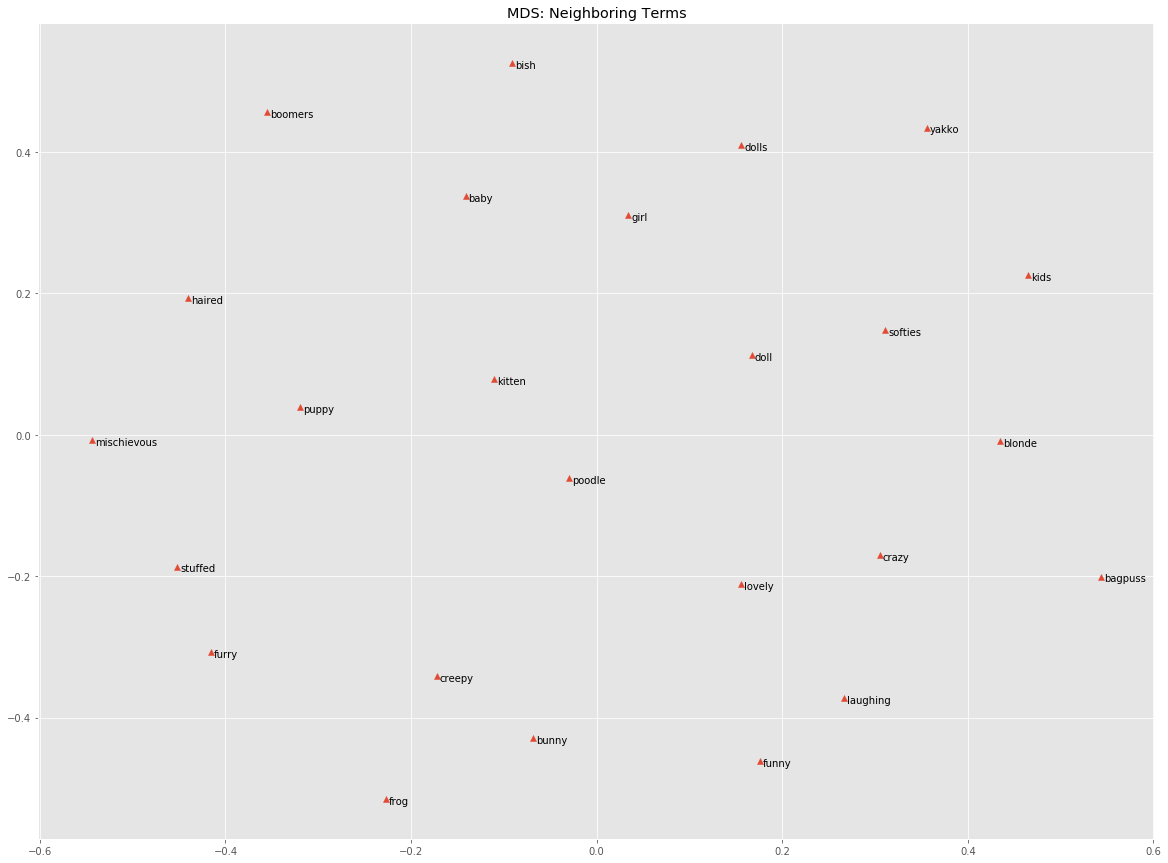 MDS: Neighboring Terms
bish
boomers
yakko
dolls
0.4
baby
girl
kids
0.2
haired
softies
doll
kitten
puppy
0.0
mischievous
blonde
poodle
crazy
stuffed
−0.2
bagpuss
lovely
furry
creepy
laughing
−0.4
bunny
funny
frog
−0.6
−0.4
−0.2
0.0
0.2
0.4
0.6